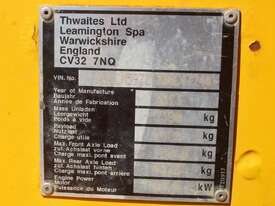 Thwaites Ltd
Leamington Spa
Warwickshire
England
CV32 7NQ
VIN. No:
Year of Manufacture
Baujahr
Année de Fabrication
Mass Unladen
Leergewicht
Poids à vide
kg
Payload
Nutzlast
Charge utile
kg
Max. Front Axle Load
zul. Achslast vorne
Charge maxi. pont avant
kg
Max. Rear Axle Load
zul. Achslast hinten
Charge maxi. pont arrière
kg
Engine Power
Motor
Puissance du Moteur
kW